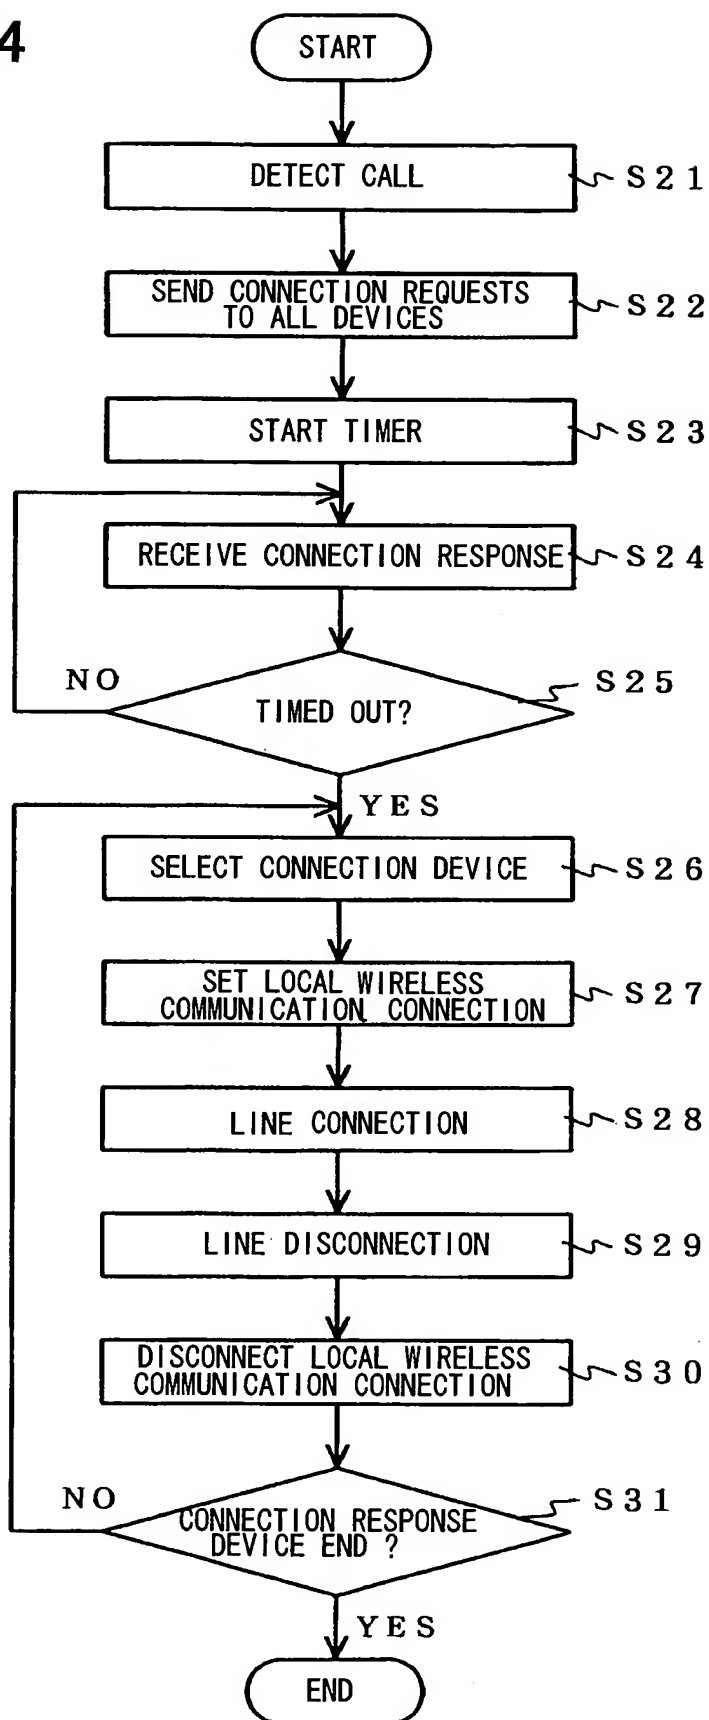 4
START
DETECT CALL
S21
SEND CONNECTION REQUESTS
TO ALL DEVICES
S22
START TIMER
S23
RECEIVE CONNECTION RESPONSE
S24
NO
TIMED OUT?
S25
YES
SELECT CONNECTION DEVICE
S26
SET LOCAL WIRELESS
COMMUNICATION CONNECTION
S27
LINE CONNECTION
S28
LINE DISCONNECTION
S29
DISCONNECT LOCAL WIRELESS
COMMUNICATION CONNECTION
S30
NO
CONNECTION RESPONSE
DEVICE END ?
S31
YES
END